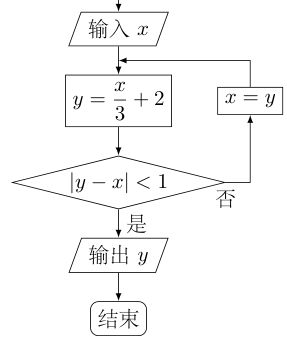 输入 x
y = x/3 + 2
x = y
|y − x| < 1
否
是
输出 y
结束